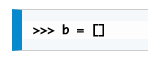 >>> b = []